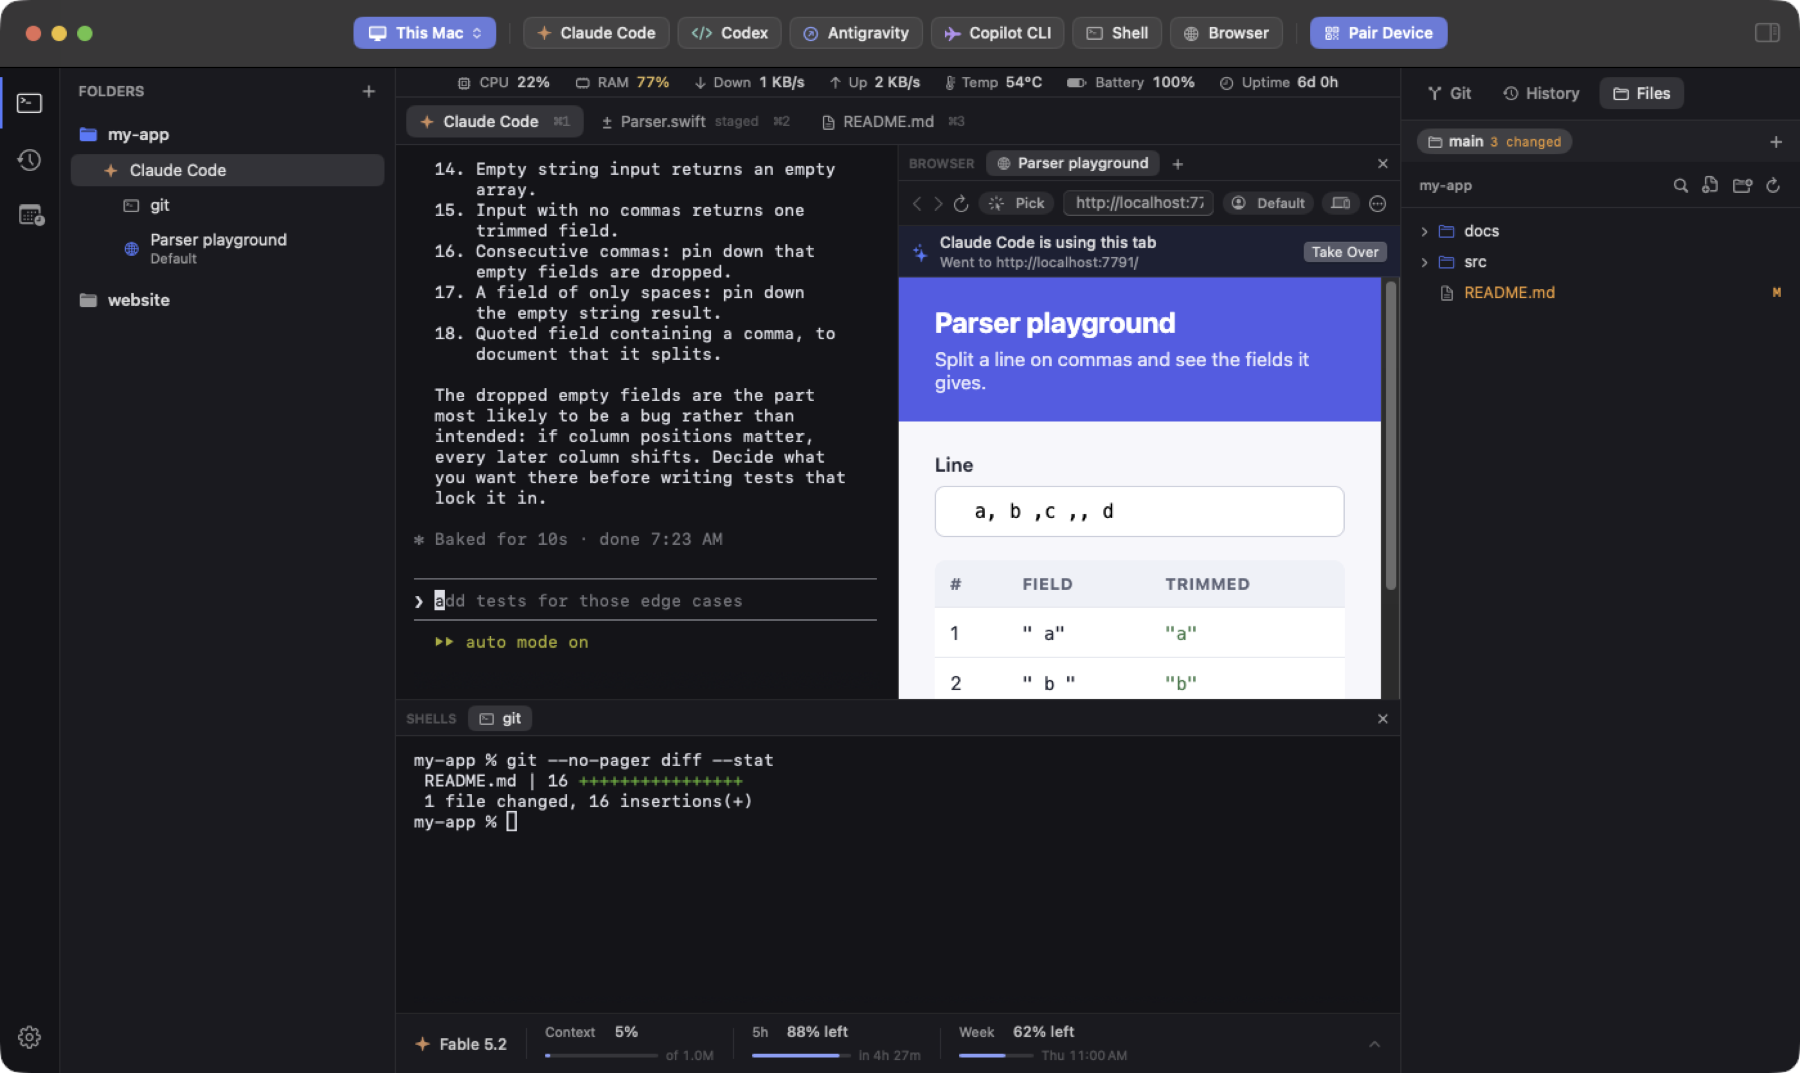 This Mac
Claude Code
Codex
Antigravity
Copilot CLI
Shell
Browser
Pair Device
FOLDERS
my-app
Claude Code
git
Parser playground
Default
website
CPU 22%
RAM 77%
Down 1 KB/s
Up 2 KB/s
Temp 54°C
Battery 100%
Uptime 6d 0h
Claude Code ⌘1
Parser.swift staged ⌘2
README.md ⌘3
14. Empty string input returns an empty
array.
15. Input with no commas returns one
trimmed field.
16. Consecutive commas: pin down that
empty fields are dropped.
17. A field of only spaces: pin down
the empty string result.
18. Quoted field containing a comma, to
document that it splits.
The dropped empty fields are the part
most likely to be a bug rather than
intended: if column positions matter,
every later column shifts. Decide what
you want there before writing tests that
lock it in.
✻ Baked for 10s · done 7:23 AM
❯ add tests for those edge cases
⏵⏵ auto mode on
BROWSER
Parser playground
Pick
http://localhost:77
Default
Claude Code is using this tab
Went to http://localhost:7791/
Take Over
Parser playground
Split a line on commas and see the fields it
gives.
Line
a, b ,c ,, d
# FIELD TRIMMED
1 " a" "a"
2 " b " "b"
SHELLS
git
my-app % git --no-pager diff --stat
README.md | 16 ++++++++++++++++
1 file changed, 16 insertions(+)
my-app %
Fable 5.2
Context 5%
of 1.0M
5h 88% left
in 4h 27m
Week 62% left
Thu 11:00 AM
Git
History
Files
main 3 changed
my-app
docs
src
README.md M